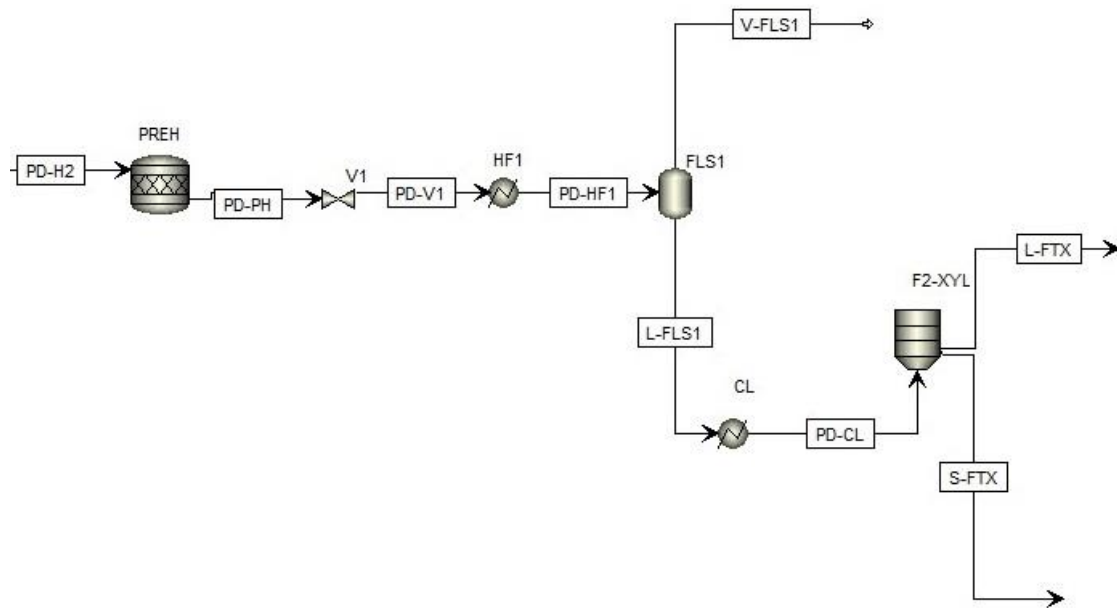 V-FLS1
PREH
PD-H2
PD-PH
V1
PD-V1
HF1
PD-HF1
FLS1
L-FTX
F2-XYL
L-FLS1
CL
PD-CL
S-FTX